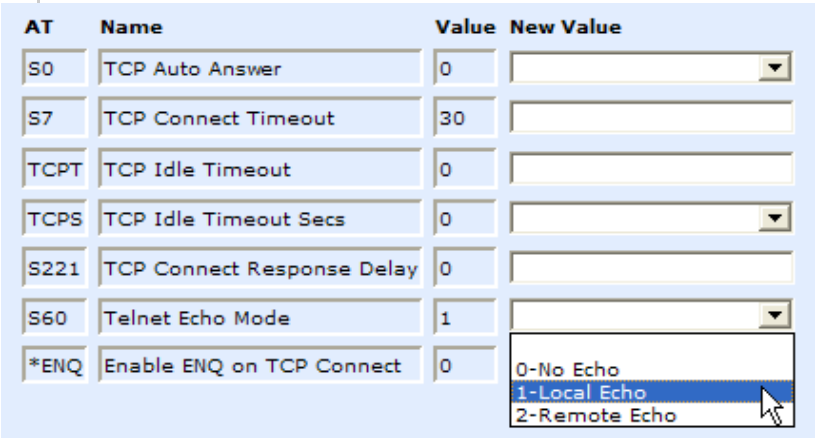 AT Name Value New Value
S0 TCP Auto Answer 0
S7 TCP Connect Timeout 30
TCPT TCP Idle Timeout 0
TCPS TCP Idle Timeout Secs 0
S221 TCP Connect Response Delay 0
S60 Telnet Echo Mode 1
*ENQ Enable ENQ on TCP Connect 0
0-No Echo
1-Local Echo
2-Remote Echo